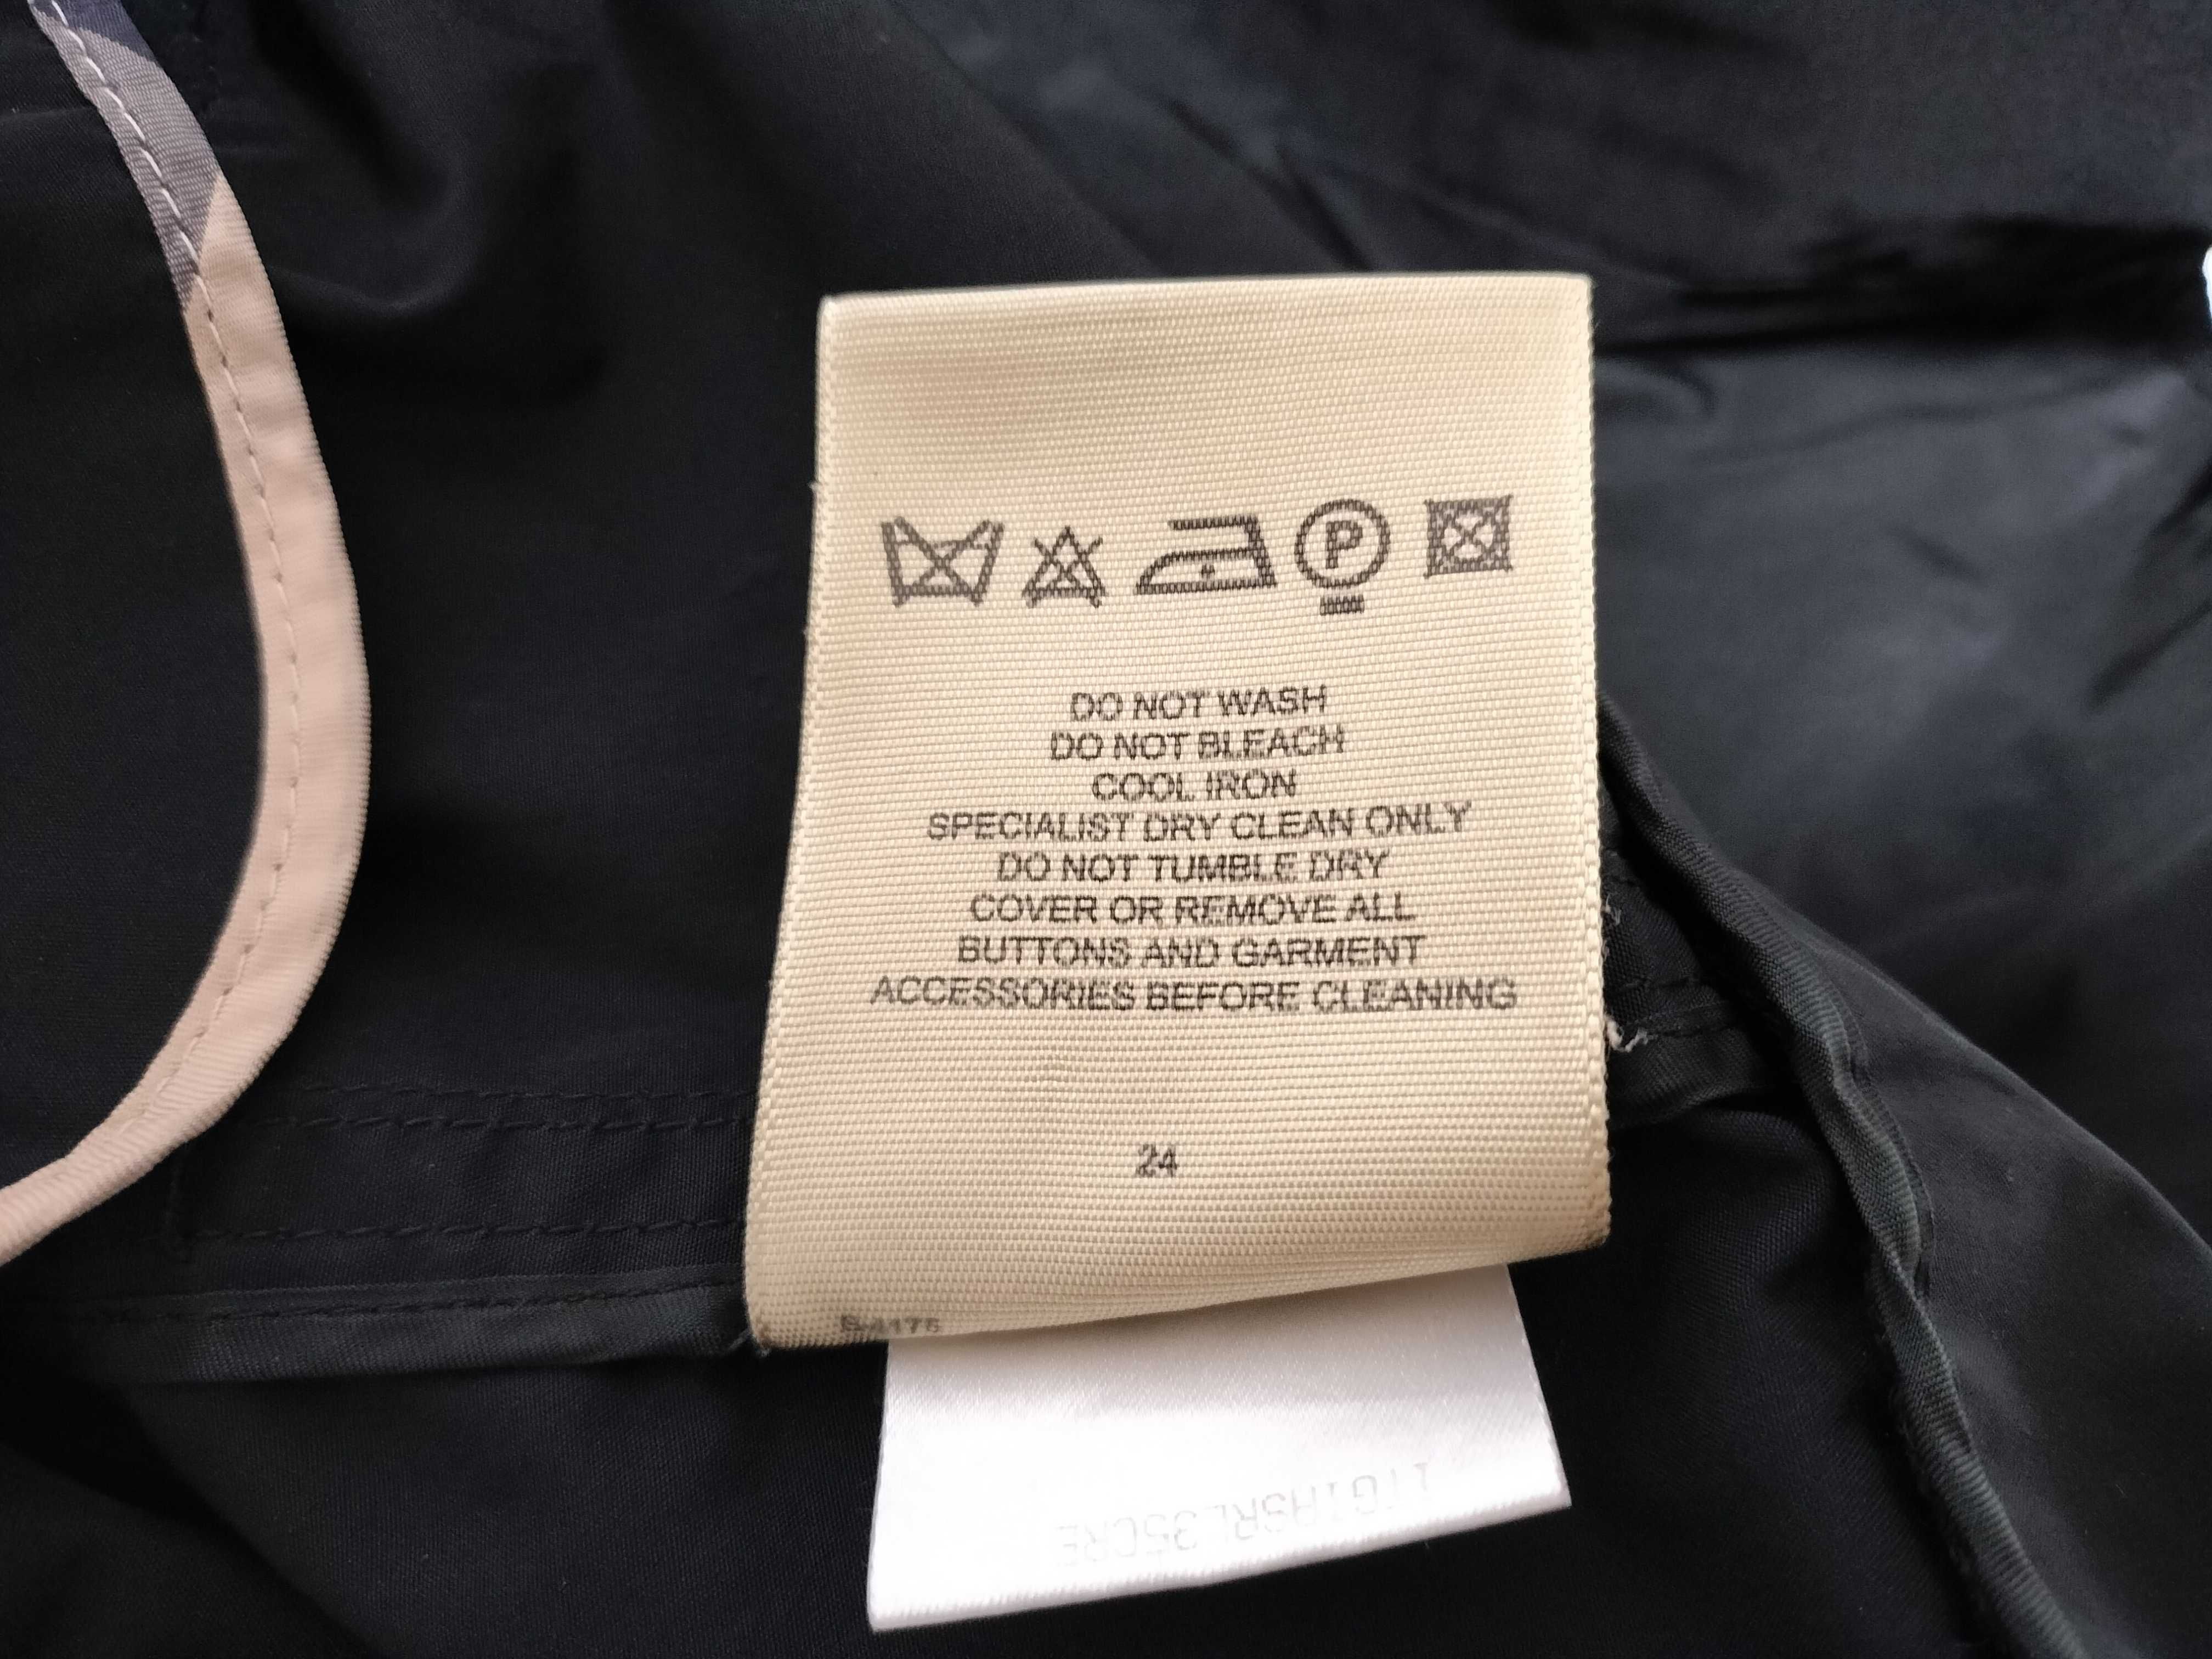 P
DO NOT WASH
DO NOT BLEACH
COOL IRON
SPECIALIST DRY CLEAN ONLY
DO NOT TUMBLE DRY
COVER OR REMOVE ALL
BUTTONS AND GARMENT
ACCESSORIES BEFORE CLEANING
24